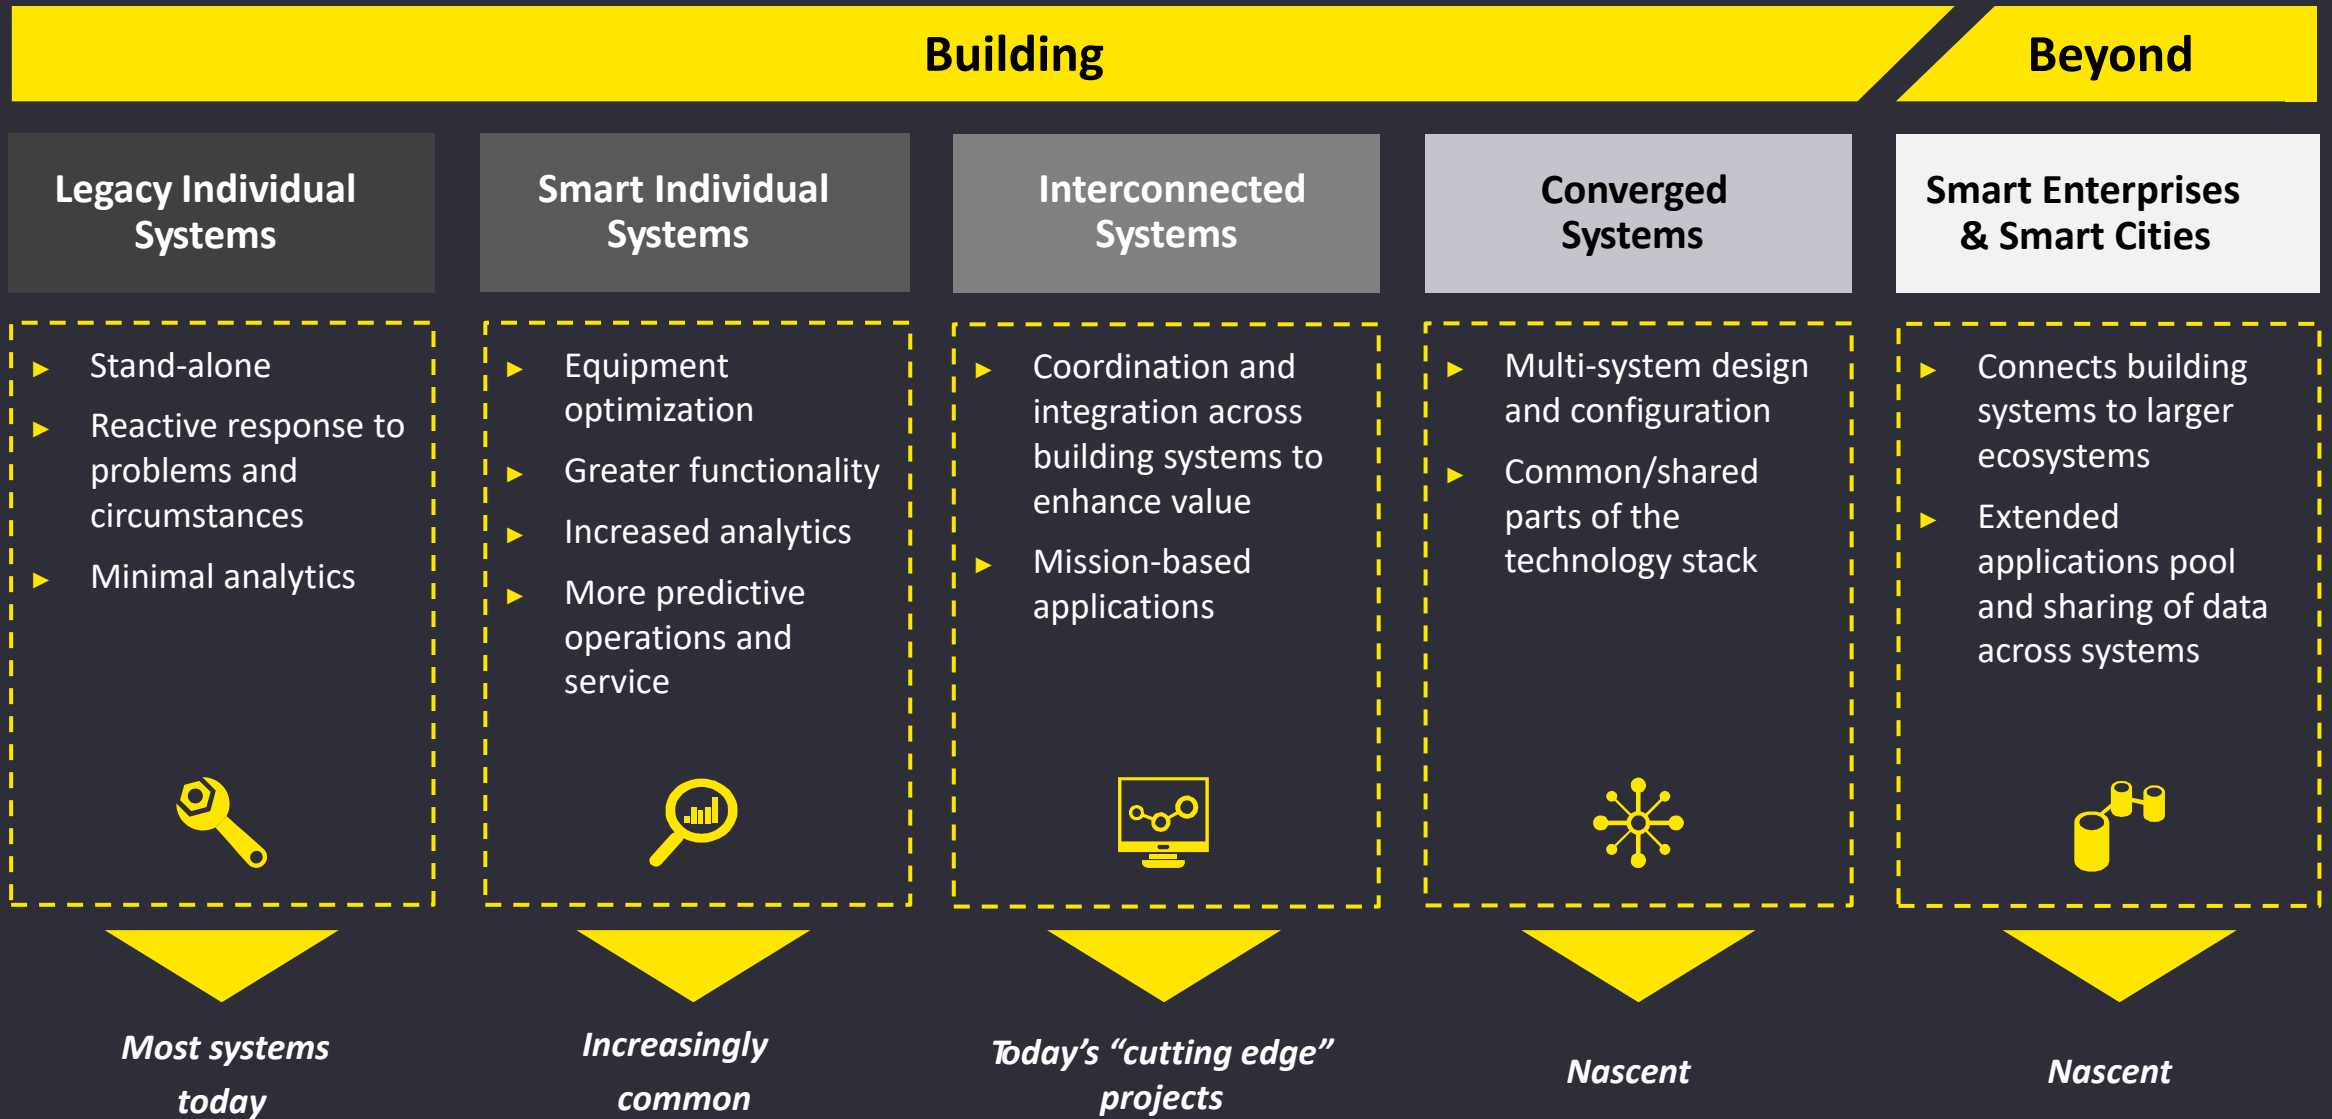 Building
Beyond
Legacy Individual
Systems
Smart Individual
Systems
Interconnected
Systems
Converged
Systems
Smart Enterprises
& Smart Cities
► Stand-alone
► Reactive response to
problems and
circumstances
► Minimal analytics
► Equipment
optimization
► Greater functionality
► Increased analytics
► More predictive
operations and
service
► Coordination and
integration across
building systems to
enhance value
► Mission-based
applications
► Multi-system design
and configuration
► Common/shared
parts of the
technology stack
► Connects building
systems to larger
ecosystems
► Extended
applications pool
and sharing of data
across systems
Most systems
today
Increasingly
common
Today’s “cutting edge”
projects
Nascent
Nascent